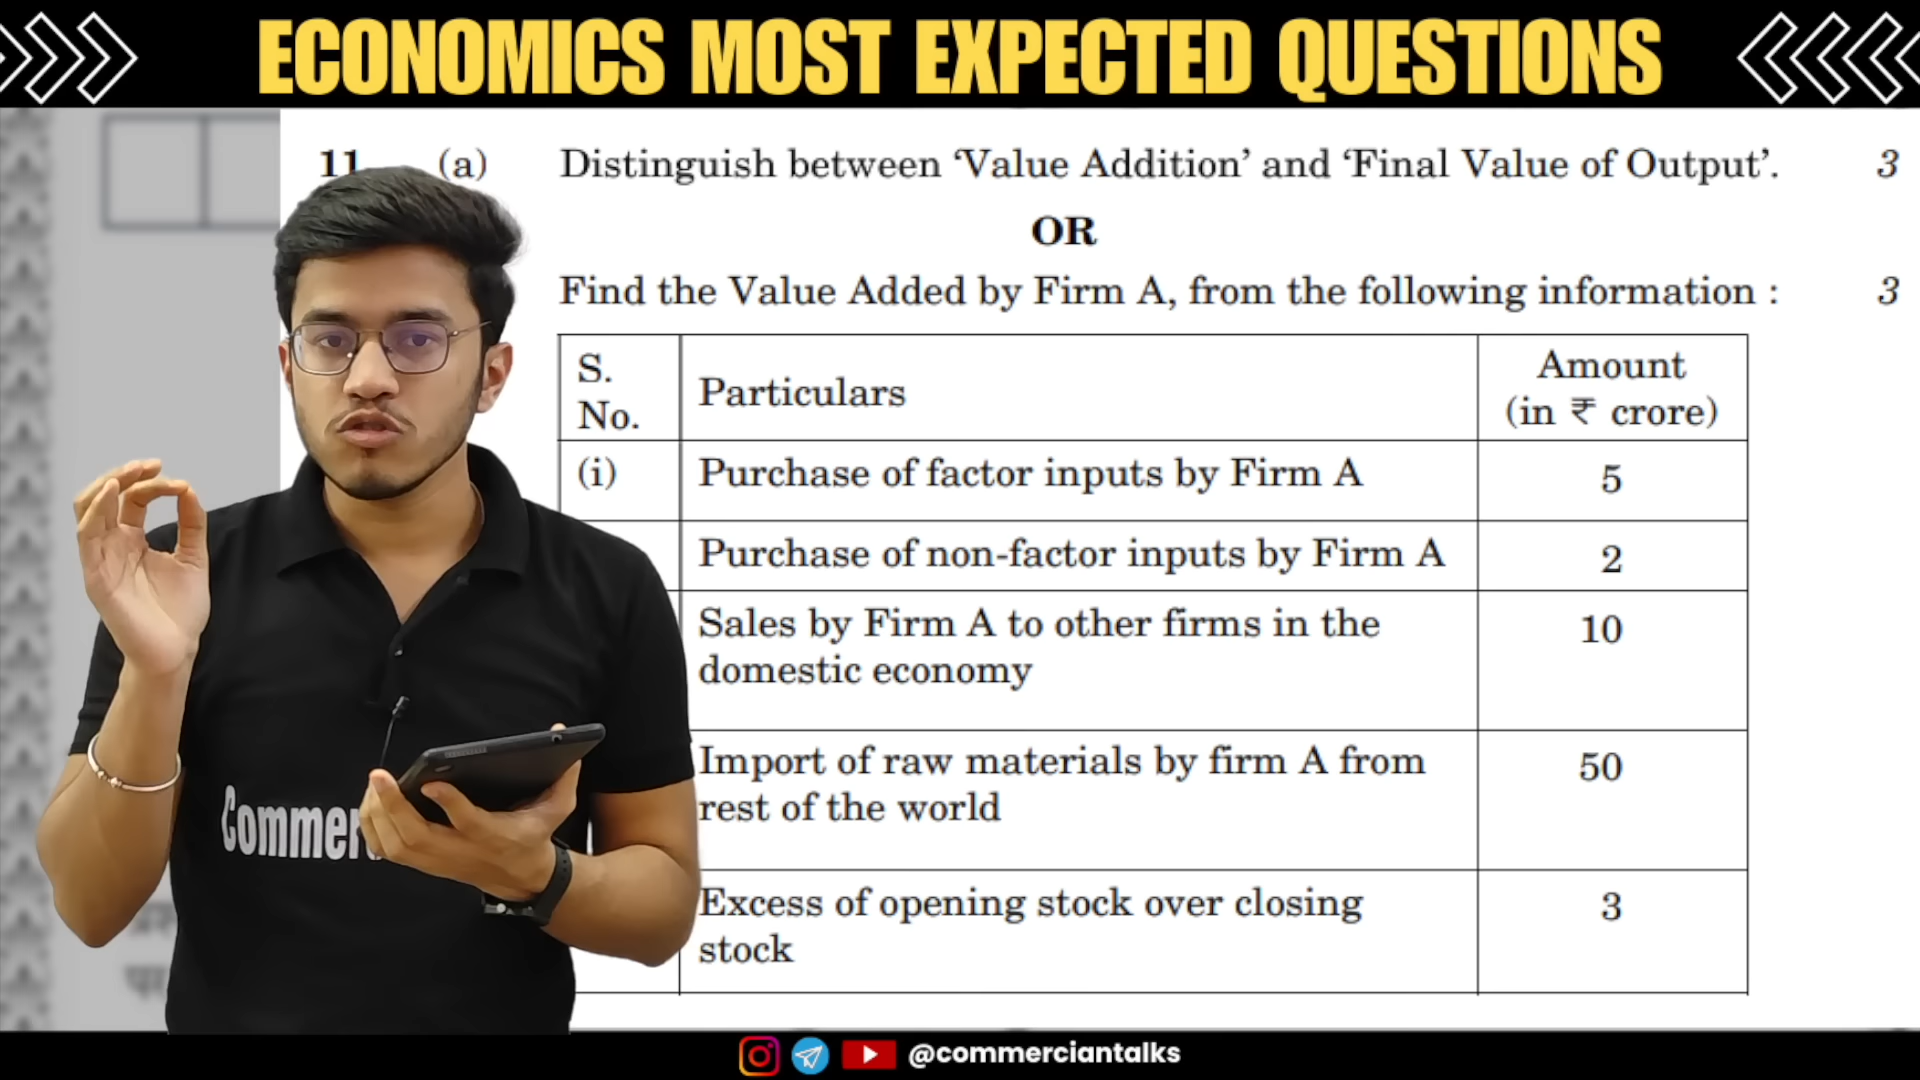 ECONOMICS MOST EXPECTED QUESTIONS
11 (a) Distinguish between ‘Value Addition’ and ‘Final Value of Output’. 3
OR
Find the Value Added by Firm A, from the following information : 3
S. No. Particulars Amount (in ₹ crore)
(i) Purchase of factor inputs by Firm A 5
Purchase of non-factor inputs by Firm A 2
Sales by Firm A to other firms in the 10
domestic economy
Import of raw materials by firm A from 50
rest of the world
Excess of opening stock over closing 3
stock
@commerciantalks